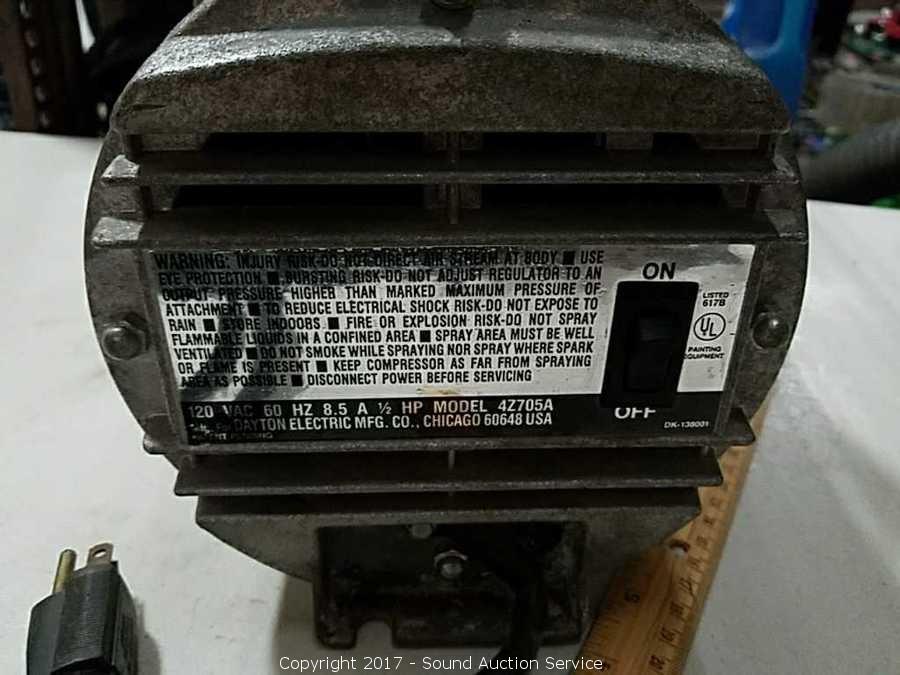 WARNING: INJURY RISK-DO NOT DIRECT AIR STREAM AT BODY ■ USE
EYE PROTECTION ■ BURSTING RISK-DO NOT ADJUST REGULATOR TO AN
OUTPUT PRESSURE HIGHER THAN MARKED MAXIMUM PRESSURE OF
ATTACHMENT ■ TO REDUCE ELECTRICAL SHOCK RISK-DO NOT EXPOSE TO
RAIN ■ STORE INDOORS ■ FIRE OR EXPLOSION RISK-DO NOT SPRAY
FLAMMABLE LIQUIDS IN A CONFINED AREA ■ SPRAY AREA MUST BE WELL
VENTILATED ■ DO NOT SMOKE WHILE SPRAYING NOR SPRAY WHERE SPARK
OR FLAME IS PRESENT ■ KEEP COMPRESSOR AS FAR FROM SPRAYING
AREA AS POSSIBLE ■ DISCONNECT POWER BEFORE SERVICING
ON
OFF
LISTED
617B
UL
PAINTING
EQUIPMENT
120 VAC 60 HZ 8.5 A ½ HP MODEL 4Z705A
DAYTON ELECTRIC MFG. CO., CHICAGO 60648 USA
DK-138001
5
Copyright 2017 - Sound Auction Service